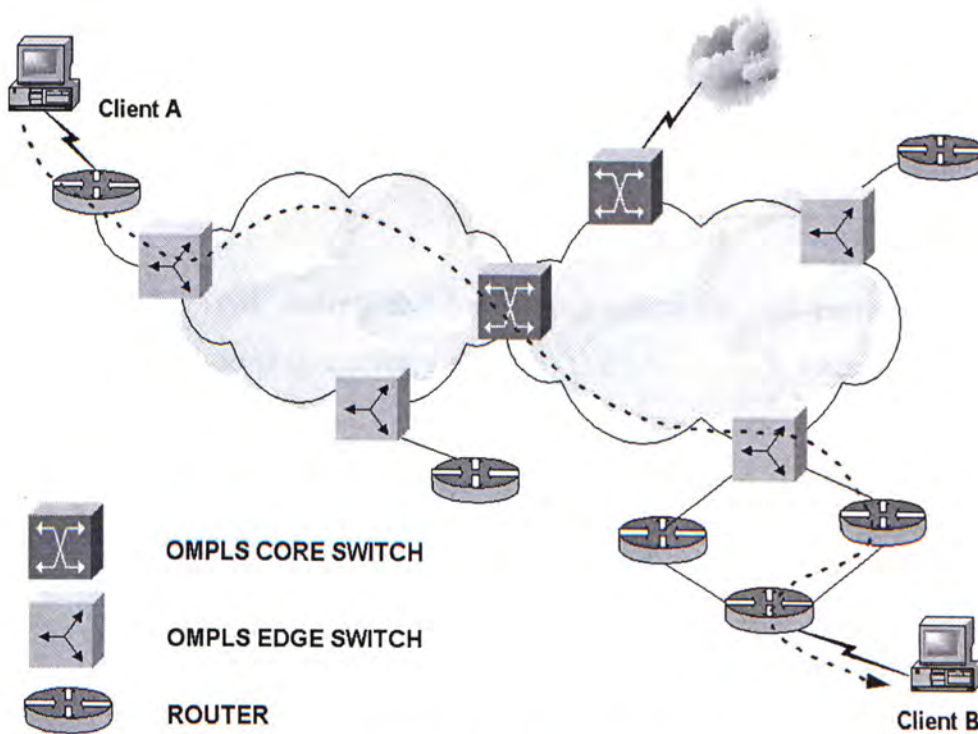 Client A
OMPLS CORE SWITCH
OMPLS EDGE SWITCH
ROUTER
Client B